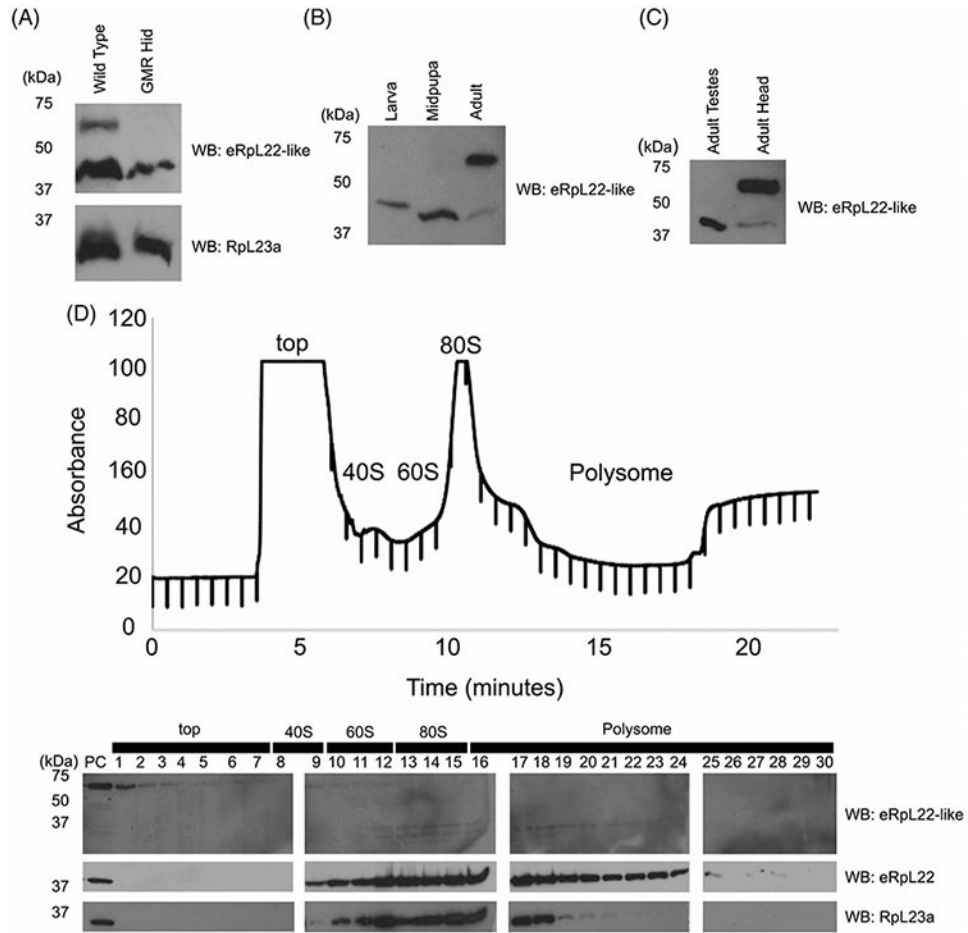 (A)
Wild Type
GMR Hid
(kDa)
75
50
37
WB: eRpL22-like
37
WB: RpL23a
(B)
Larva
Midpupa
Adult
(kDa)
75
50
37
WB: eRpL22-like
(C)
Adult Testes
Adult Head
(kDa)
75
50
37
WB: eRpL22-like
(D)
120
100
80
160
40
20
0
Absorbance
top
40S
60S
80S
Polysome
0 5 10 15 20
Time (minutes)
top 40S 60S 80S Polysome
(kDa) PC 1 2 3 4 5 6 7 8 9 10 11 12 13 14 15 16 17 18 19 20 21 22 23 24 25 26 27 28 29 30
75
50
37
WB: eRpL22-like
37
WB: eRpL22
37
WB: RpL23a